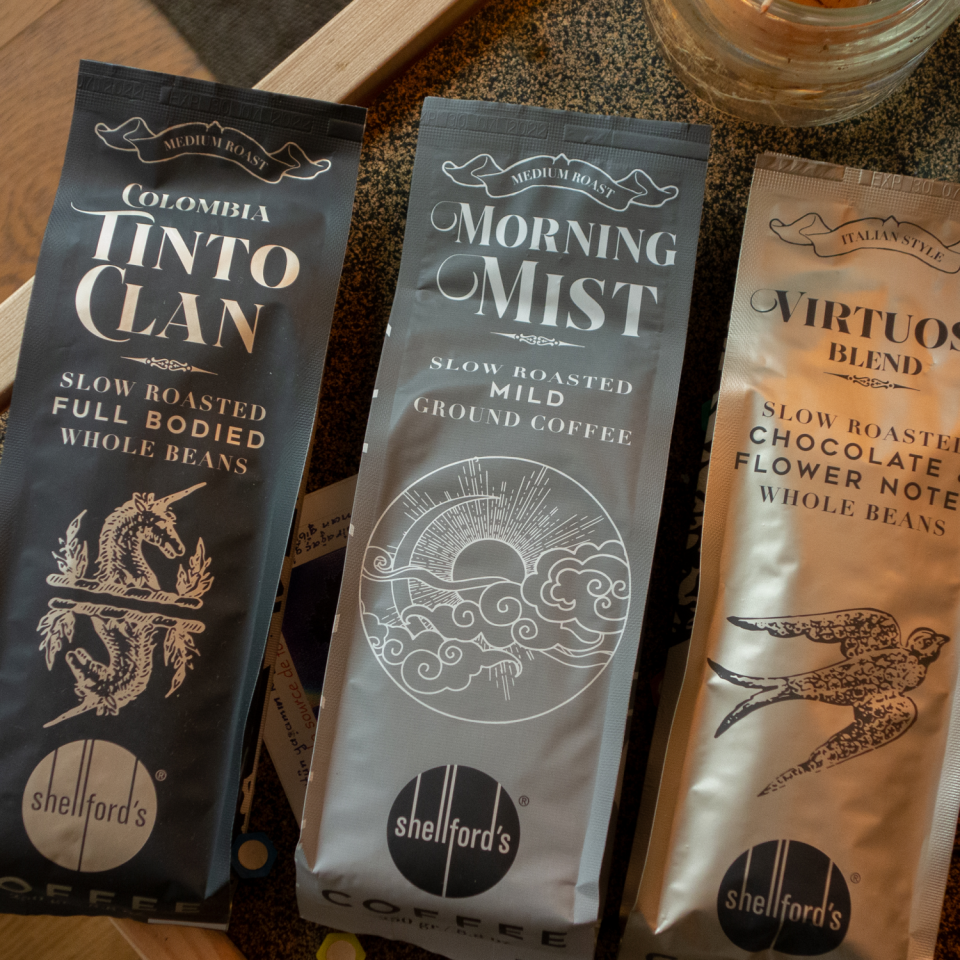 MEDIUM ROAST
COLOMBIA
TINTO
CLAN
SLOW ROASTED
FULL BODIED
WHOLE BEANS
shellford's®
COFFEE
MEDIUM ROAST
MORNING
MIST
SLOW ROASTED
MILD
GROUND COFFEE
shellford's®
COFFEE
EXP
ITALIAN STYLE
VIRTUOS
BLEND
SLOW ROASTED
CHOCOLATE
FLOWER NOTE
WHOLE BEANS
shellford's®